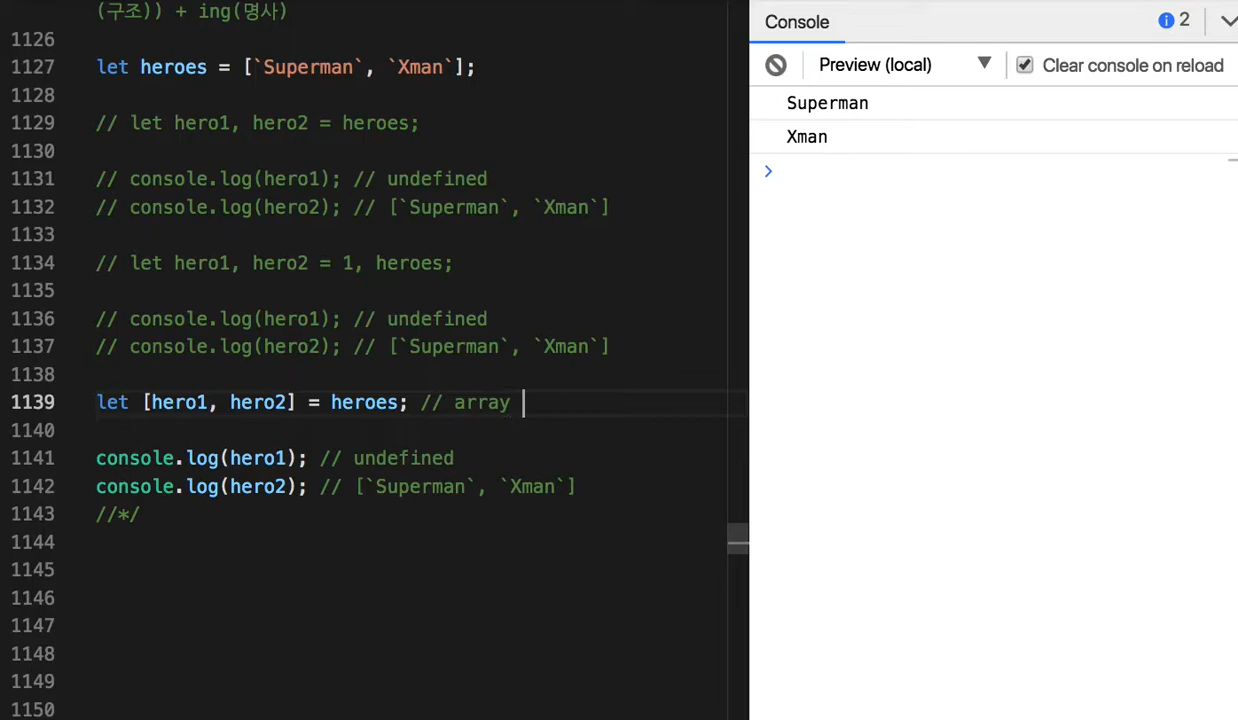 (구조)) + ing(명사)
Console
2
1126
1127 let heroes = [`Superman`, `Xman`];
Preview (local)
Clear console on reload
1128
Superman
1129 // let hero1, hero2 = heroes;
Xman
1130
>
1131 // console.log(hero1); // undefined
1132 // console.log(hero2); // [`Superman`, `Xman`]
1133
1134 // let hero1, hero2 = 1, heroes;
1135
1136 // console.log(hero1); // undefined
1137 // console.log(hero2); // [`Superman`, `Xman`]
1138
1139 let [hero1, hero2] = heroes; // array
1140
1141 console.log(hero1); // undefined
1142 console.log(hero2); // [`Superman`, `Xman`]
1143 //*/
1144
1145
1146
1147
1148
1149
1150